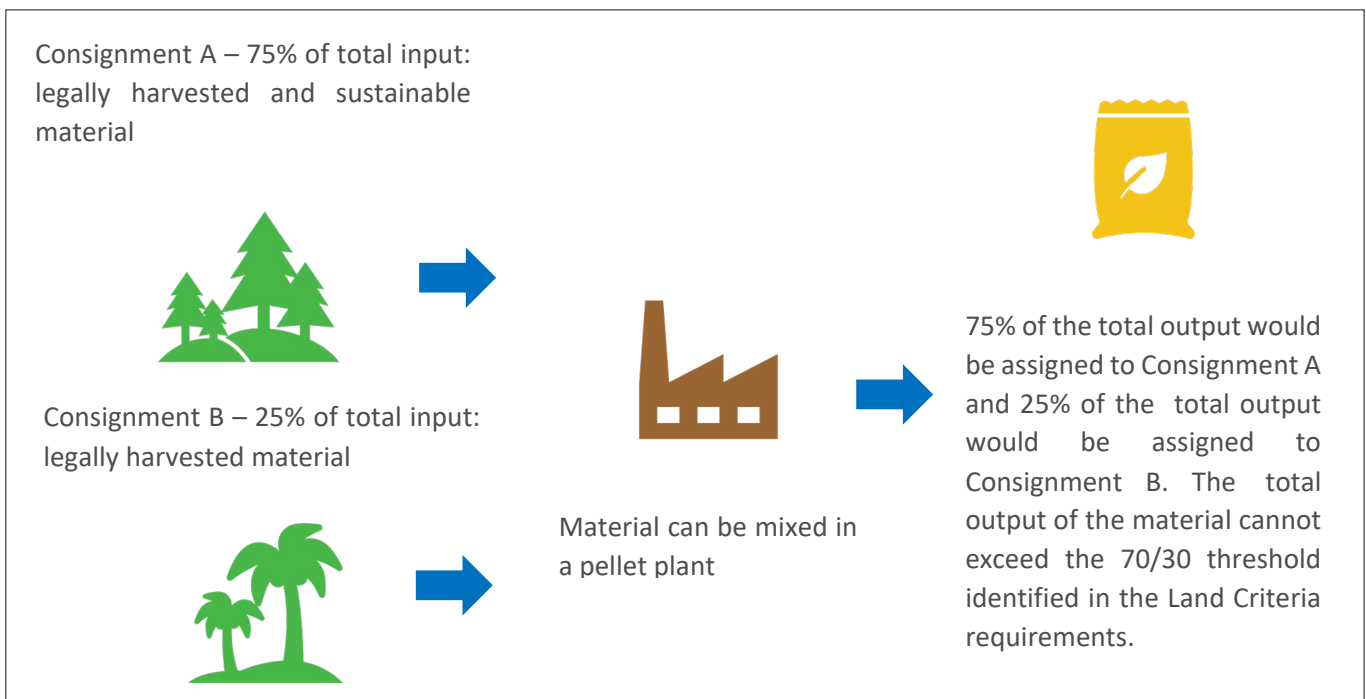 Consignment A – 75% of total input:
legally harvested and sustainable
material
Consignment B – 25% of total input:
legally harvested material
Material can be mixed in
a pellet plant
75% of the total output would
be assigned to Consignment A
and 25% of the total output
would be assigned to
Consignment B. The total
output of the material cannot
exceed the 70/30 threshold
identified in the Land Criteria
requirements.